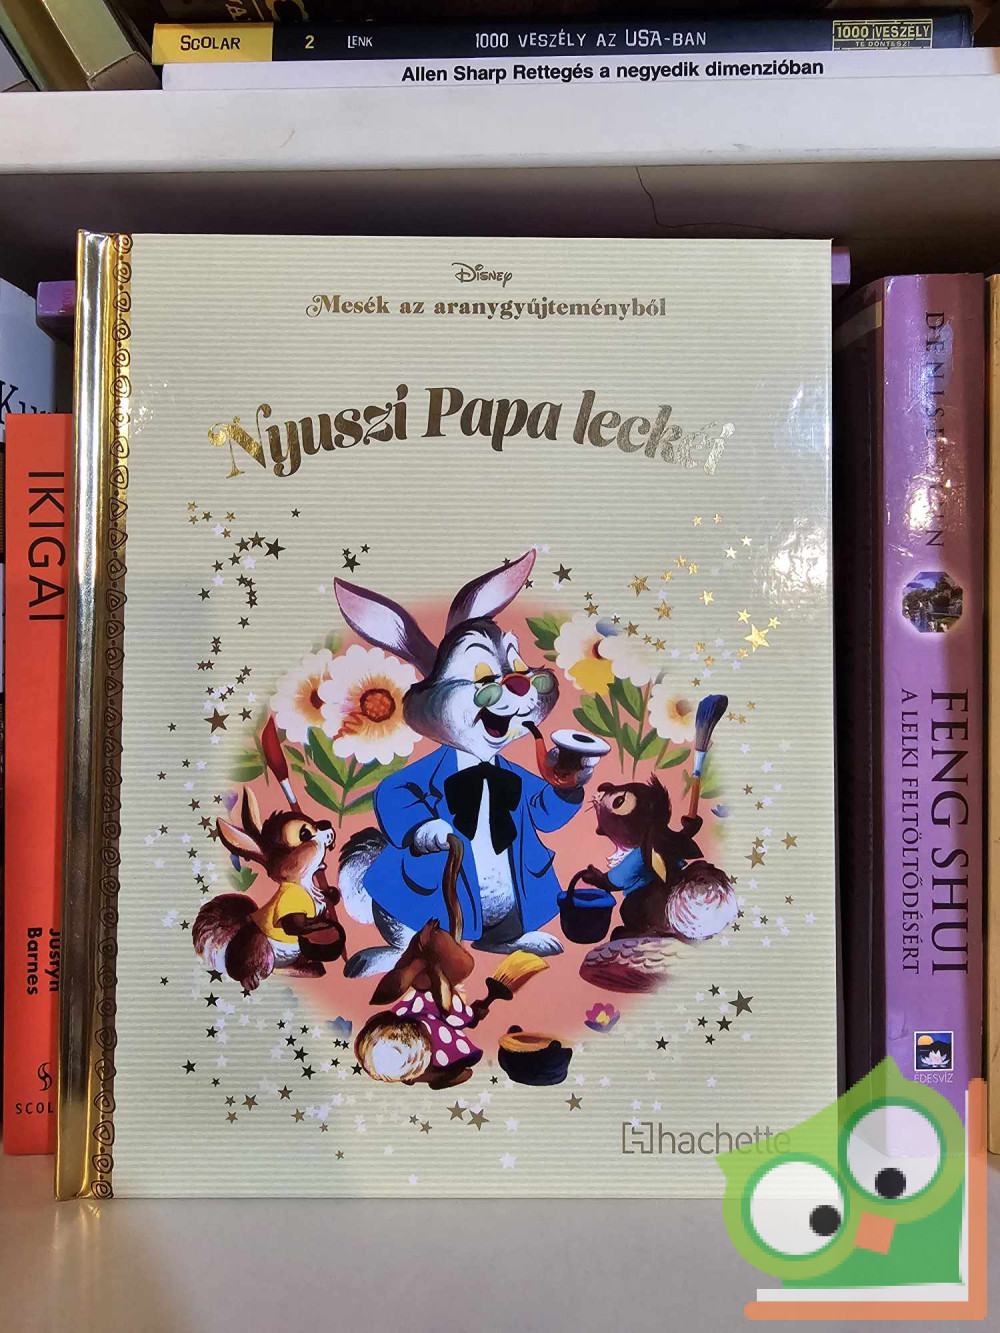 SCOLAR 2 LENK 1000 VESZÉLY AZ USA-BAN 1000 VESZÉLY
TE DÖNTESZ!
Allen Sharp Rettegés a negyedik dimenzióban
Disney
Mesék az aranygyűjteményből
Nyuszi Papa leckéi
hachette
IKIGAI
Justyn
Barnes
SCOL
DENISE
FENG SHUI
A LELKI FELTÖLTŐDÉSÉRT
ÉDESVÍZ